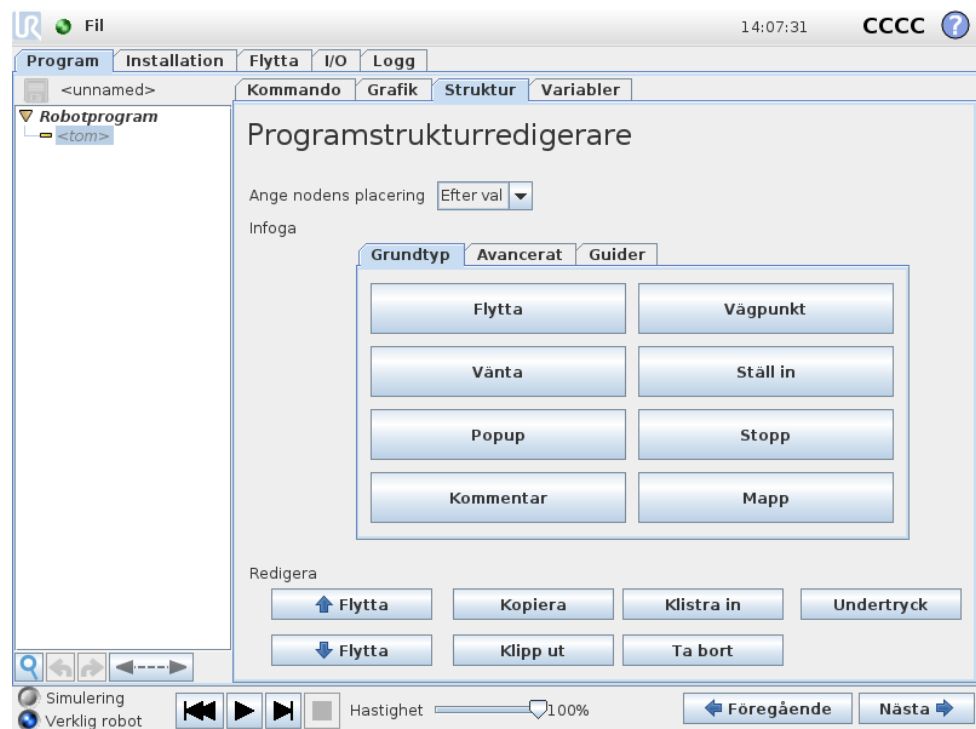 UR Fil 14:07:31 CCCC ?
Program Installation Flytta I/O Logg
<unnamed> Kommando Grafik Struktur Variabler
Robotprogram
<tom>
Programstrukturredigerare
Ange nodens placering Efter val
Infoga
Grundtyp Avancerat Guider
Flytta Vägpunkt
Vänta Ställ in
Popup Stopp
Kommentar Mapp
Redigera
Flytta Kopiera Klistra in Undertryck
Flytta Klipp ut Ta bort
Simulering
Verklig robot
Hastighet 100% Föregående Nästa